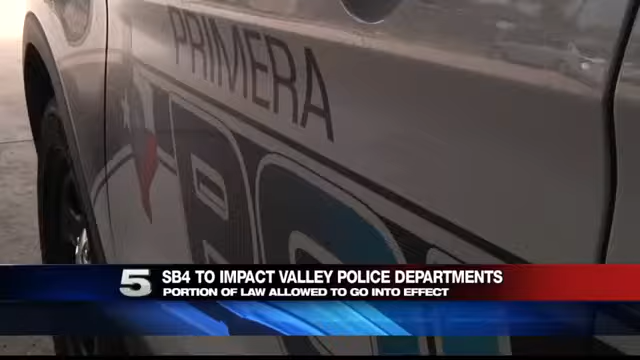 PRIMERA
5
SB4 TO IMPACT VALLEY POLICE DEPARTMENTS
PORTION OF LAW ALLOWED TO GO INTO EFFECT